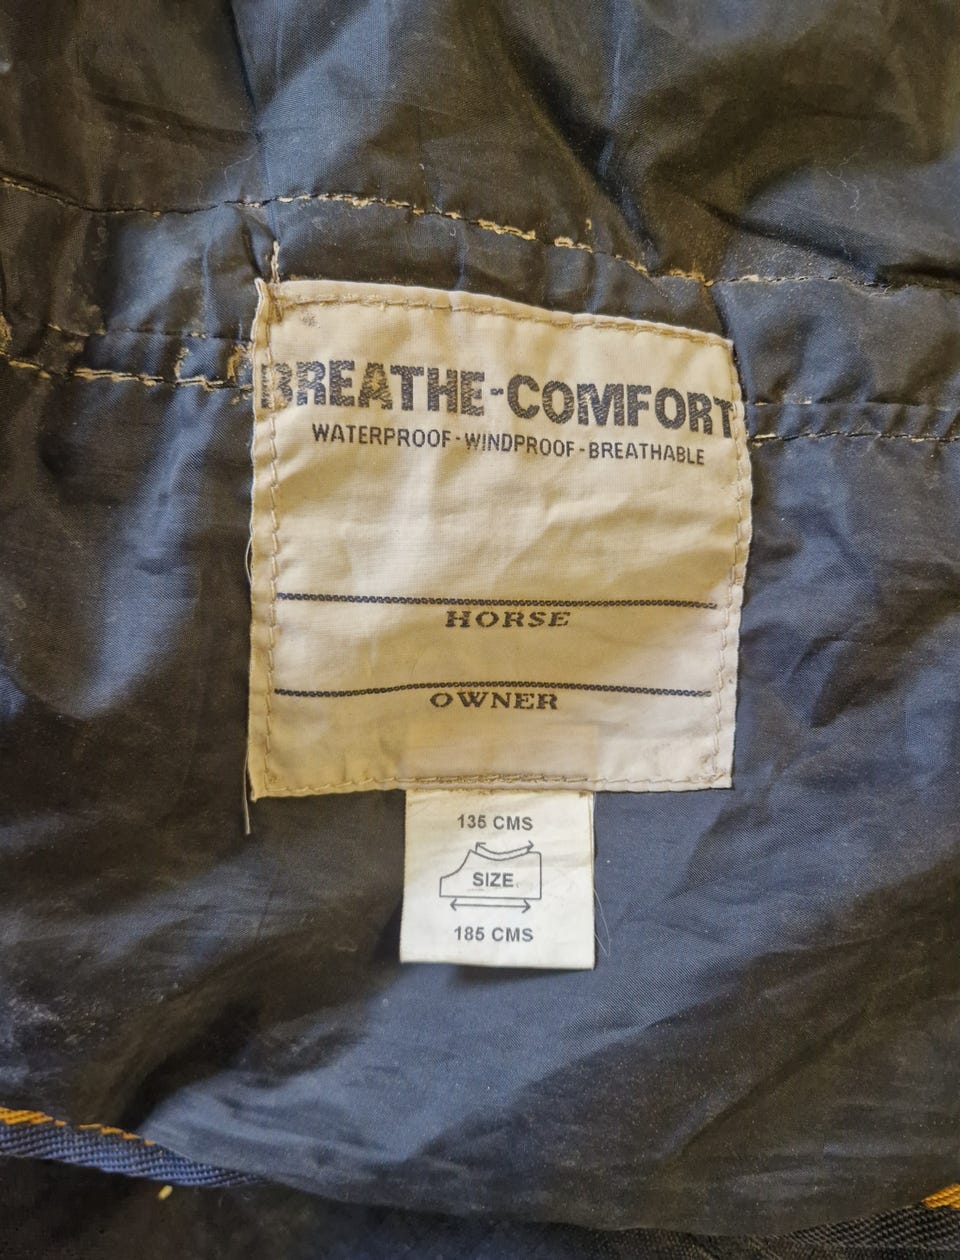 BREATHE-COMFORT
WATERPROOF-WINDPROOF-BREATHABLE
HORSE
OWNER
135 CMS
SIZE
185 CMS